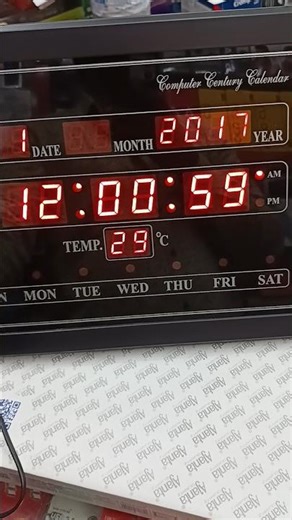 Computer Century Calendar
1 DATE MONTH 2017 YEAR
12:00:59 AM
PM
TEMP. 29 °C
N MON TUE WED THU FRI SAT
Ajanta